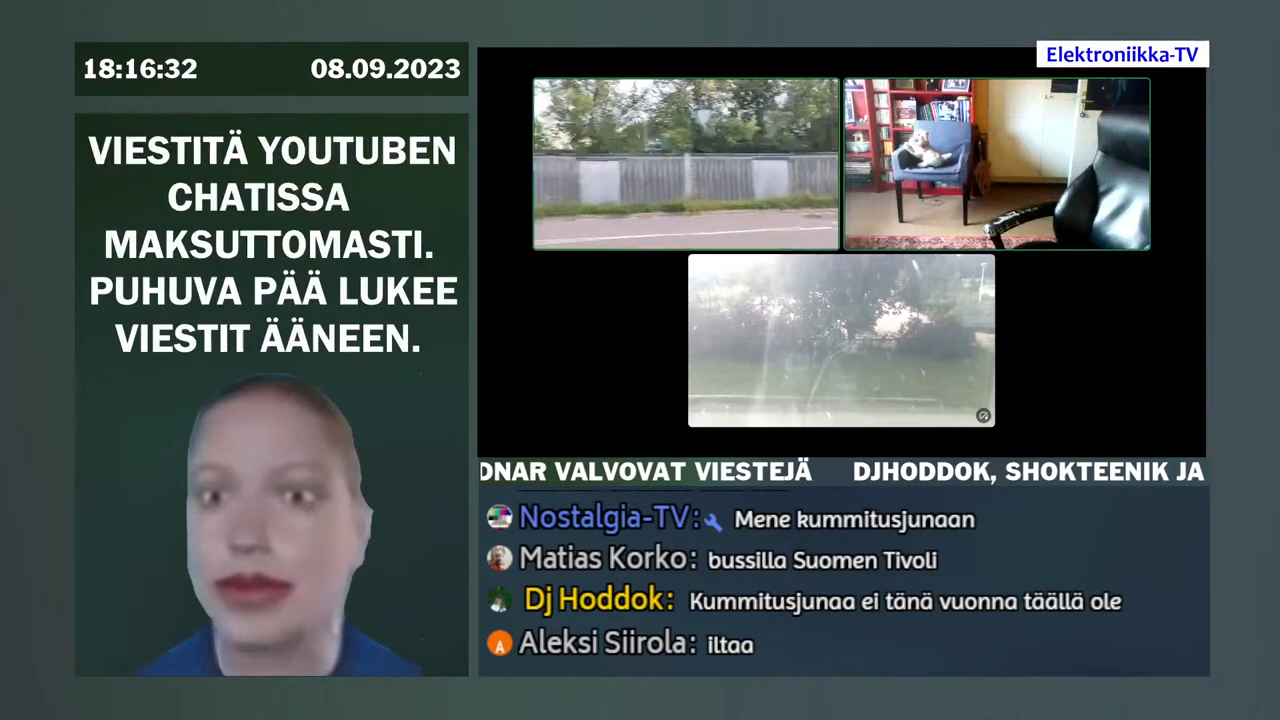 18:16:32 08.09.2023
VIESTITÄ YOUTUBEN
CHATISSA
MAKSUTTOMASTI.
PUHUVA PÄÄ LUKEE
VIESTIT ÄÄNEEN.
Elektroniikka-TV
ONAR VALVOVAT VIESTEJÄ DJHODDOK, SHOKTEENIK JA
Nostalgia-TV: Mene kummitusjunaan
Matias Korko: bussilla Suomen Tivoli
Dj Hoddok: Kummitusjunaa ei tänä vuonna täällä ole
A Aleksi Siirola: iltaa